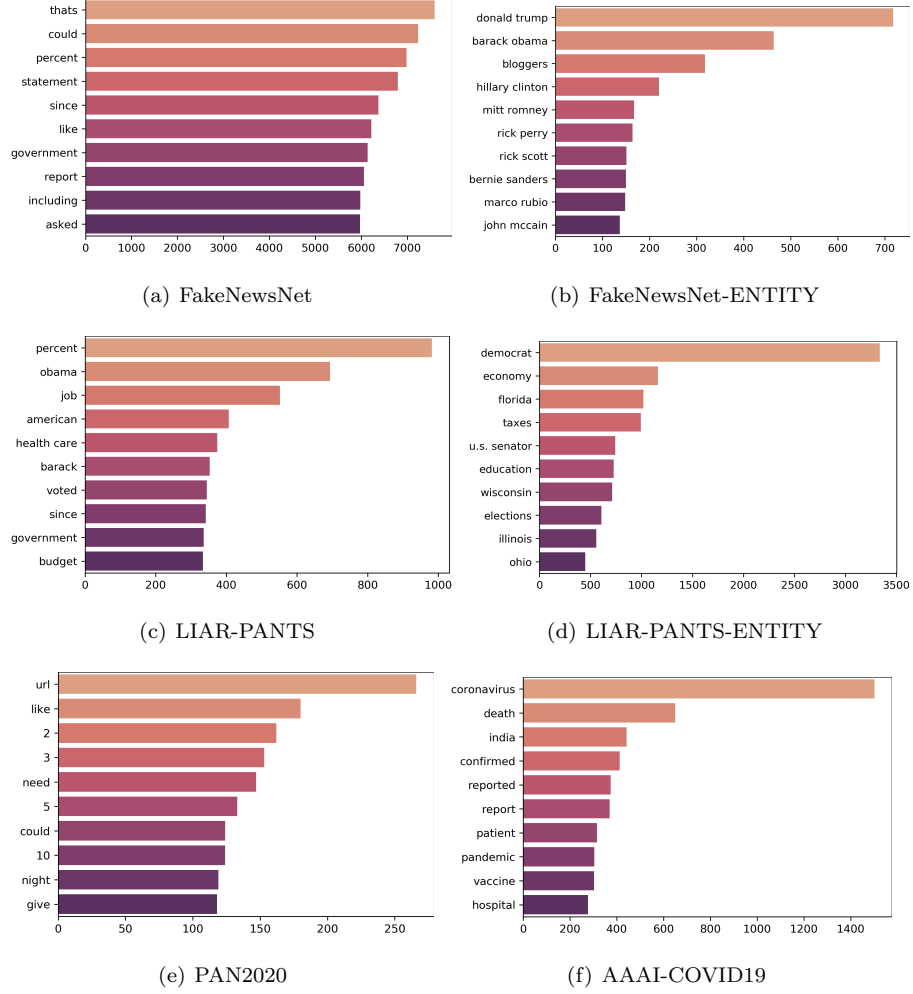 thats
could
percent
statement
since
like
government
report
including
asked
0 1000 2000 3000 4000 5000 6000 7000
(a) FakeNewsNet
donald trump
barack obama
bloggers
hillary clinton
mitt romney
rick perry
rick scott
bernie sanders
marco rubio
john mccain
0 100 200 300 400 500 600 700
(b) FakeNewsNet-ENTITY
percent
obama
job
american
health care
barack
voted
since
government
budget
0 200 400 600 800 1000
(c) LIAR-PANTS
democrat
economy
florida
taxes
u.s. senator
education
wisconsin
elections
illinois
ohio
0 500 1000 1500 2000 2500 3000 3500
(d) LIAR-PANTS-ENTITY
url
like
2
3
need
5
could
10
night
give
0 50 100 150 200 250
(e) PAN2020
coronavirus
death
india
confirmed
reported
report
patient
pandemic
vaccine
hospital
0 200 400 600 800 1000 1200 1400
(f) AAAI-COVID19